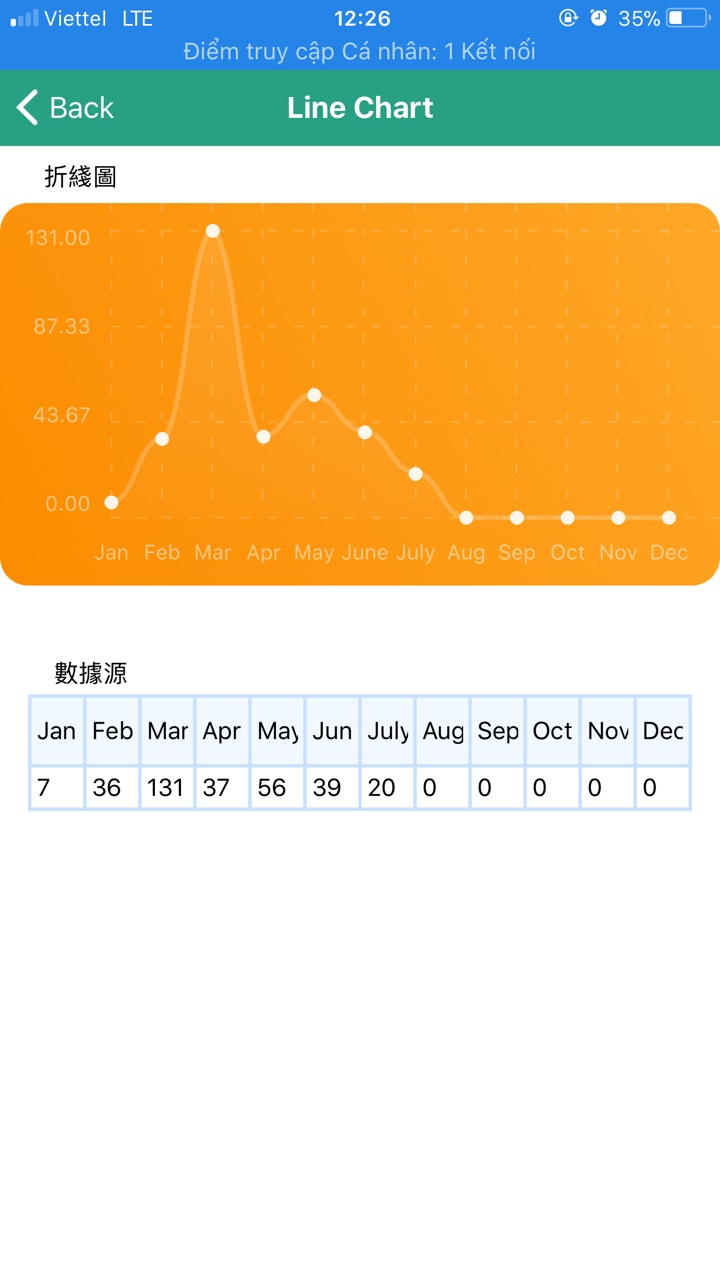 Viettel LTE 12:26 35%
Điểm truy cập Cá nhân: 1 Kết nối
Back Line Chart
折綫圖
131.00
87.33
43.67
0.00
Jan Feb Mar Apr May June July Aug Sep Oct Nov Dec
數據源
Jan Feb Mar Apr May Jun July Aug Sep Oct Nov Dec
7 36 131 37 56 39 20 0 0 0 0 0